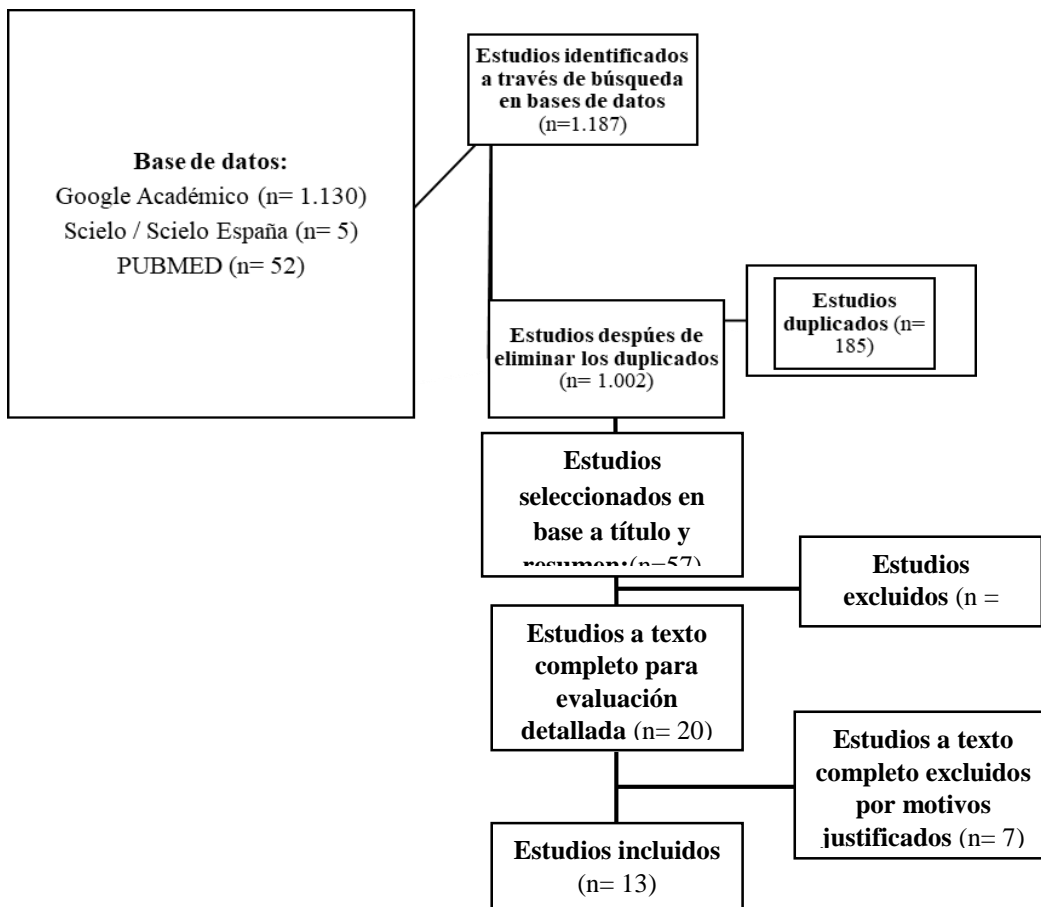 Estudios identificados
a través de búsqueda
en bases de datos
(n=1.187)
Base de datos:
Google Académico (n= 1.130)
Scielo / Scielo España (n= 5)
PUBMED (n= 52)
Estudios
duplicados (n=
185)
Estudios despúes de
eliminar los duplicados
(n= 1.002)
Estudios
seleccionados en
base a título y
resumen:(n=57)
Estudios
excluidos (n =
Estudios a texto
completo para
evaluación
detallada (n= 20)
Estudios a texto
completo excluidos
por motivos
justificados (n= 7)
Estudios incluidos
(n= 13)